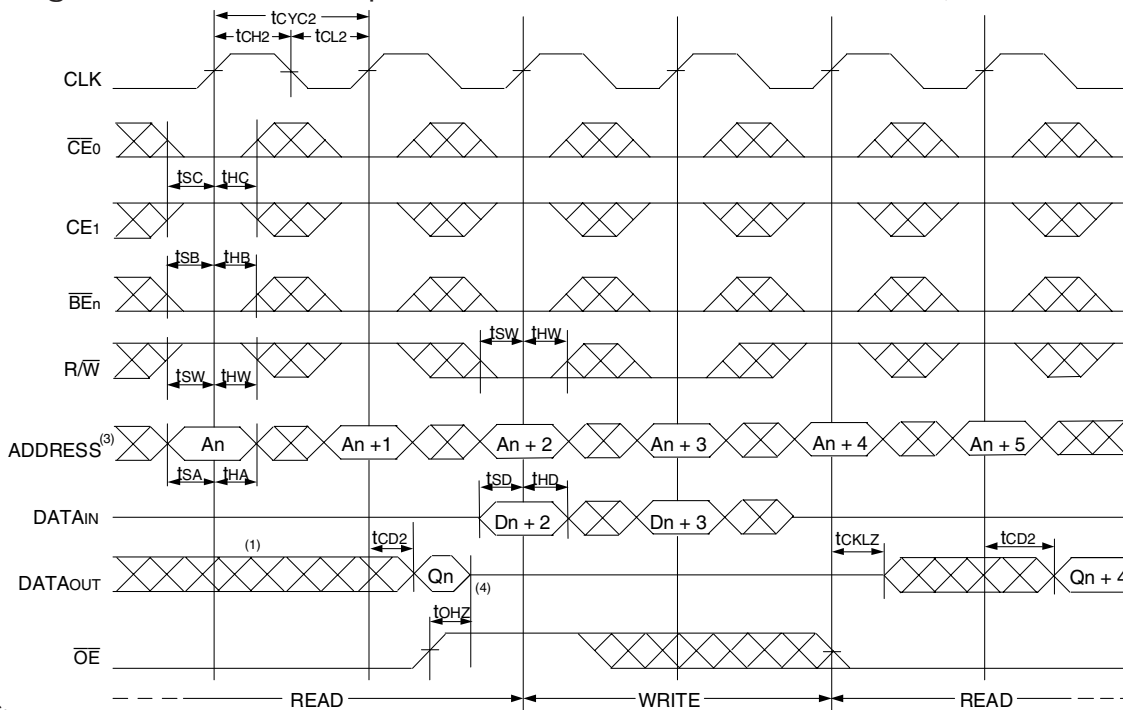 tCYC2
tCH2 tCL2
CLK
CE0
tSC tHC
CE1
tSB tHB
BEn
tSW tHW
R/W
tSW tHW
ADDRESS(3) An An +1 An + 2 An + 3 An + 4 An + 5
tSA tHA tSD tHD
DATAIN Dn + 2 Dn + 3
(1) tCD2 tCKLZ tCD2
DATAOUT Qn Qn + 4
(4)
tOHZ
OE
READ WRITE READ